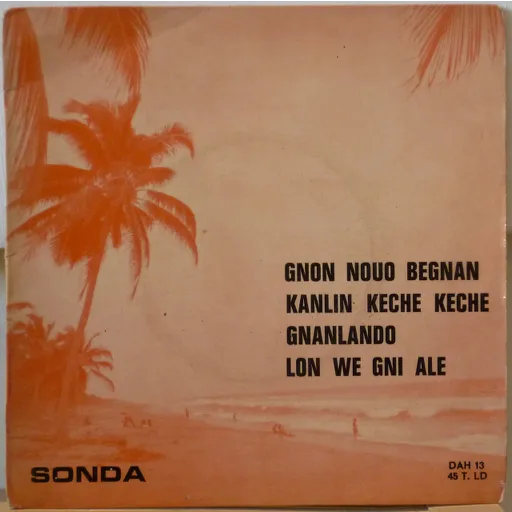 GNON NOUO BEGNAN
KANLIN KECHE KECHE
GNANLANDO
LON WE GNI ALE
SONDA
DAH 13
45 T. LD